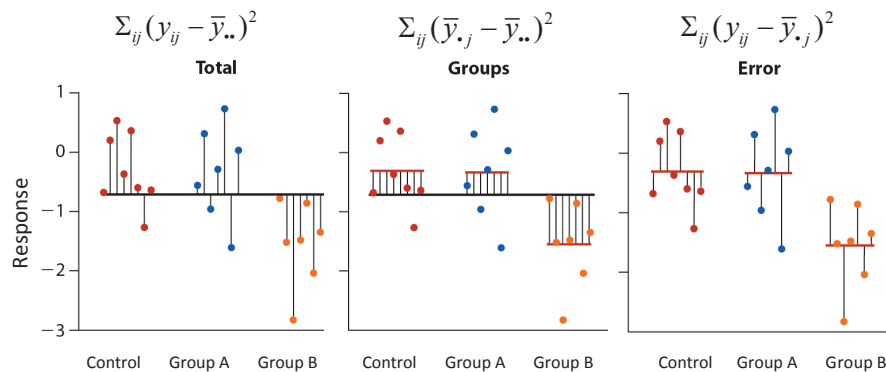 Σij(yij − ȳ••)² Σij(ȳ•j − ȳ••)² Σij(yij − ȳ•j)²
Total Groups Error
Response
1
0
−1
−2
−3
Control Group A Group B Control Group A Group B Control Group A Group B